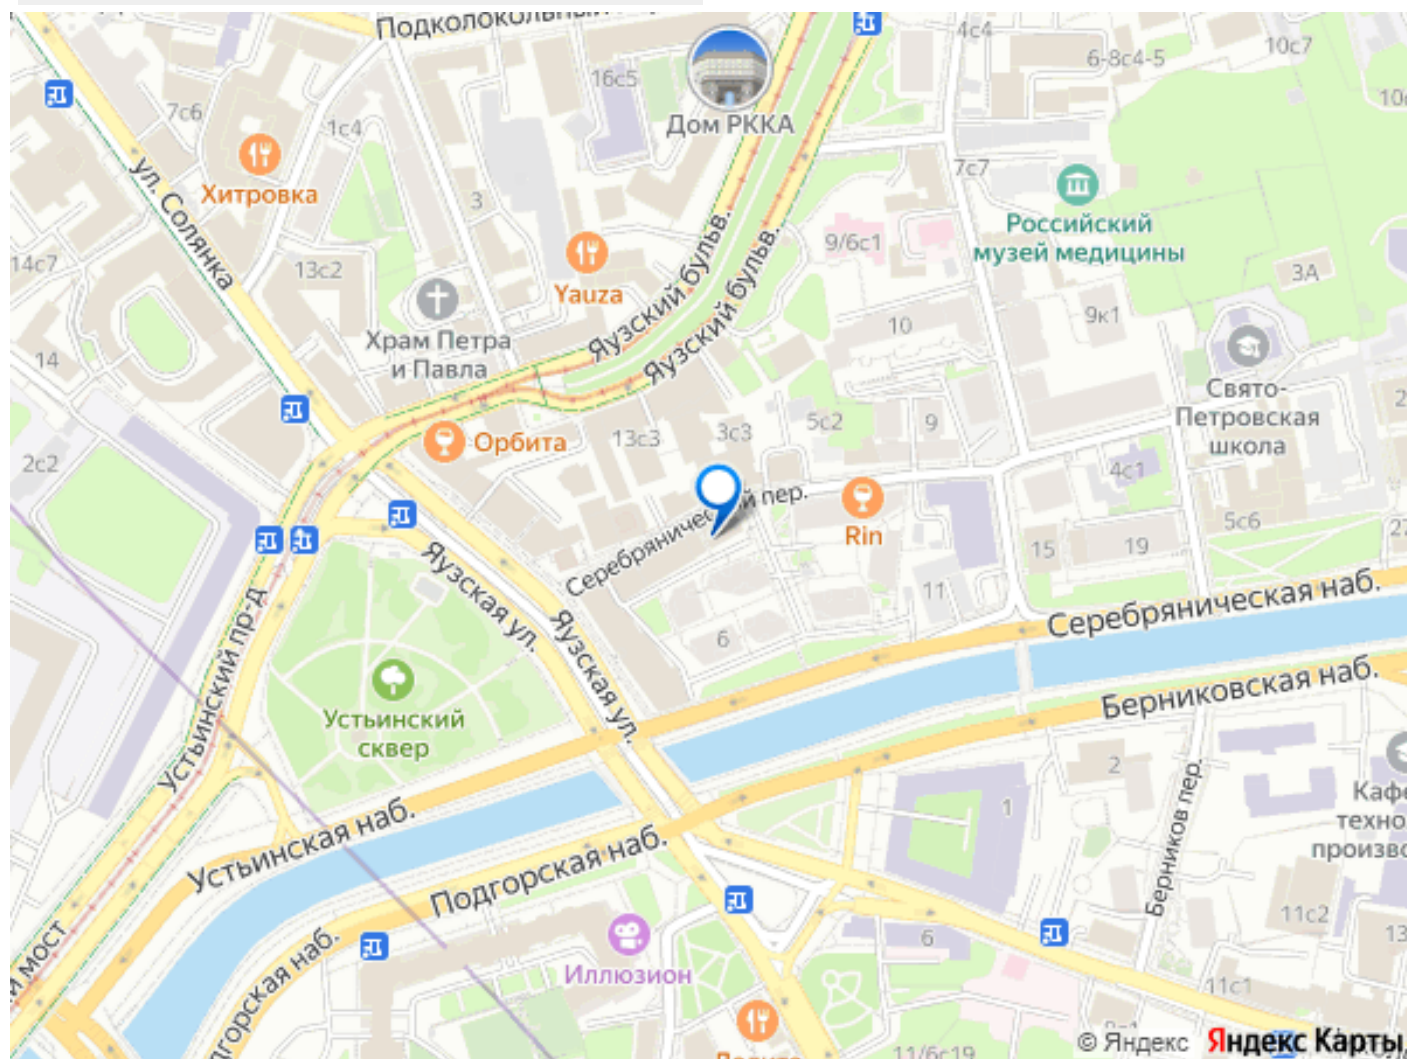 Подколокольный пер.
4с4
10с7
6-8с4-5
16с5
7с6
1с4
Дом РККА
Хитровка
ул. Солянка
3
7с7
Российский
музей медицины
9/6с1
14с7
13с2
Yauza
Яузский бульв.
Яузский бульв.
3А
Храм Петра
и Павла
10
9к1
14
Свято-
Петровская
школа
2с2
Орбита
13с3
3с3
5с2
9
4с1
Серебрянический пер.
Rin
5с6
15
19
27
Яузская ул.
Яузская ул.
11
Серебряническая наб.
6
Устьинский пр-д
Устьинский
сквер
Берниковская наб.
2
1
Берников пер.
Устьинская наб.
Подгорская наб.
11с2
13
6
Иллюзион
11с1
11/6с19
© Яндекс
Яндекс Карты